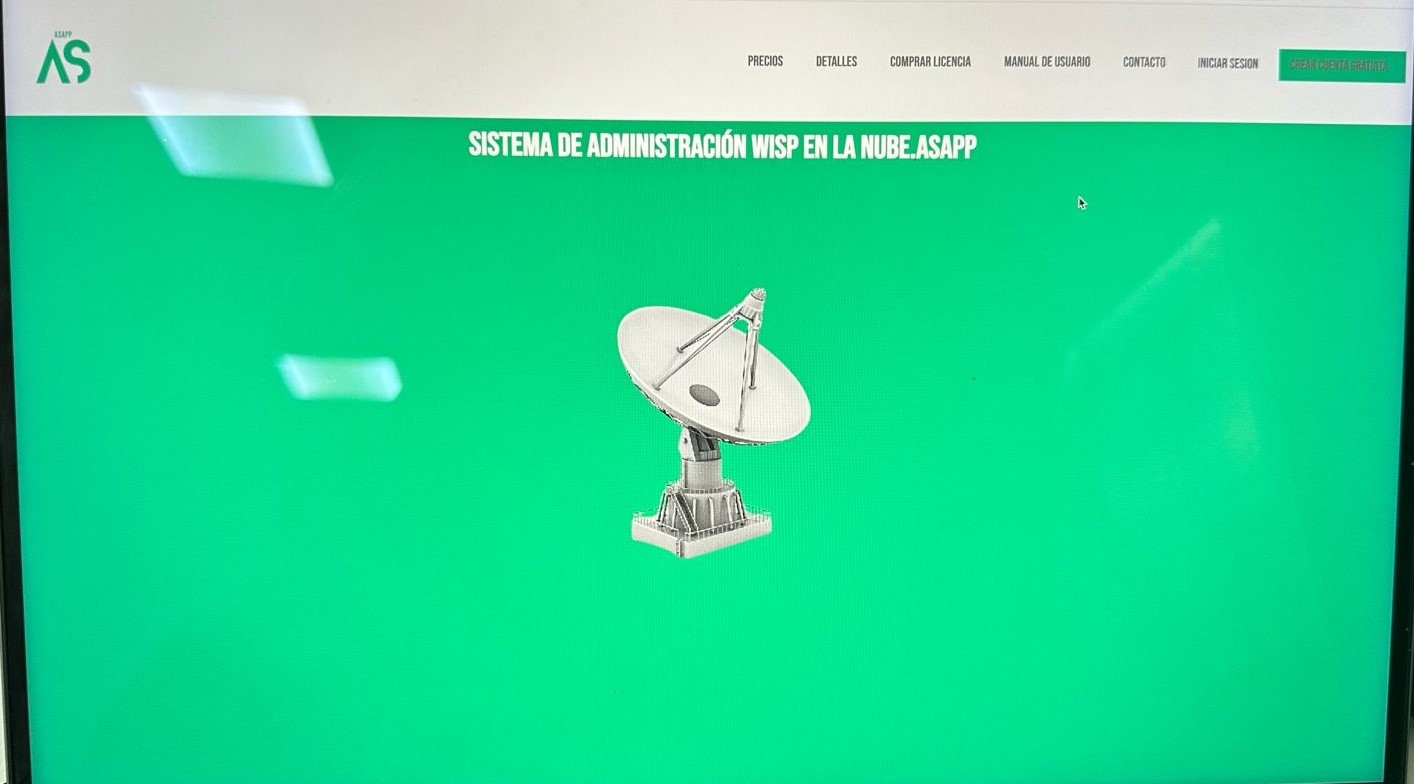 ASAPP
AS
PRECIOS DETALLES COMPRAR LICENCIA MANUAL DE USUARIO CONTACTO INICIAR SESION CREAR CUENTA GRATUITA
SISTEMA DE ADMINISTRACIÓN WISP EN LA NUBE.ASAPP